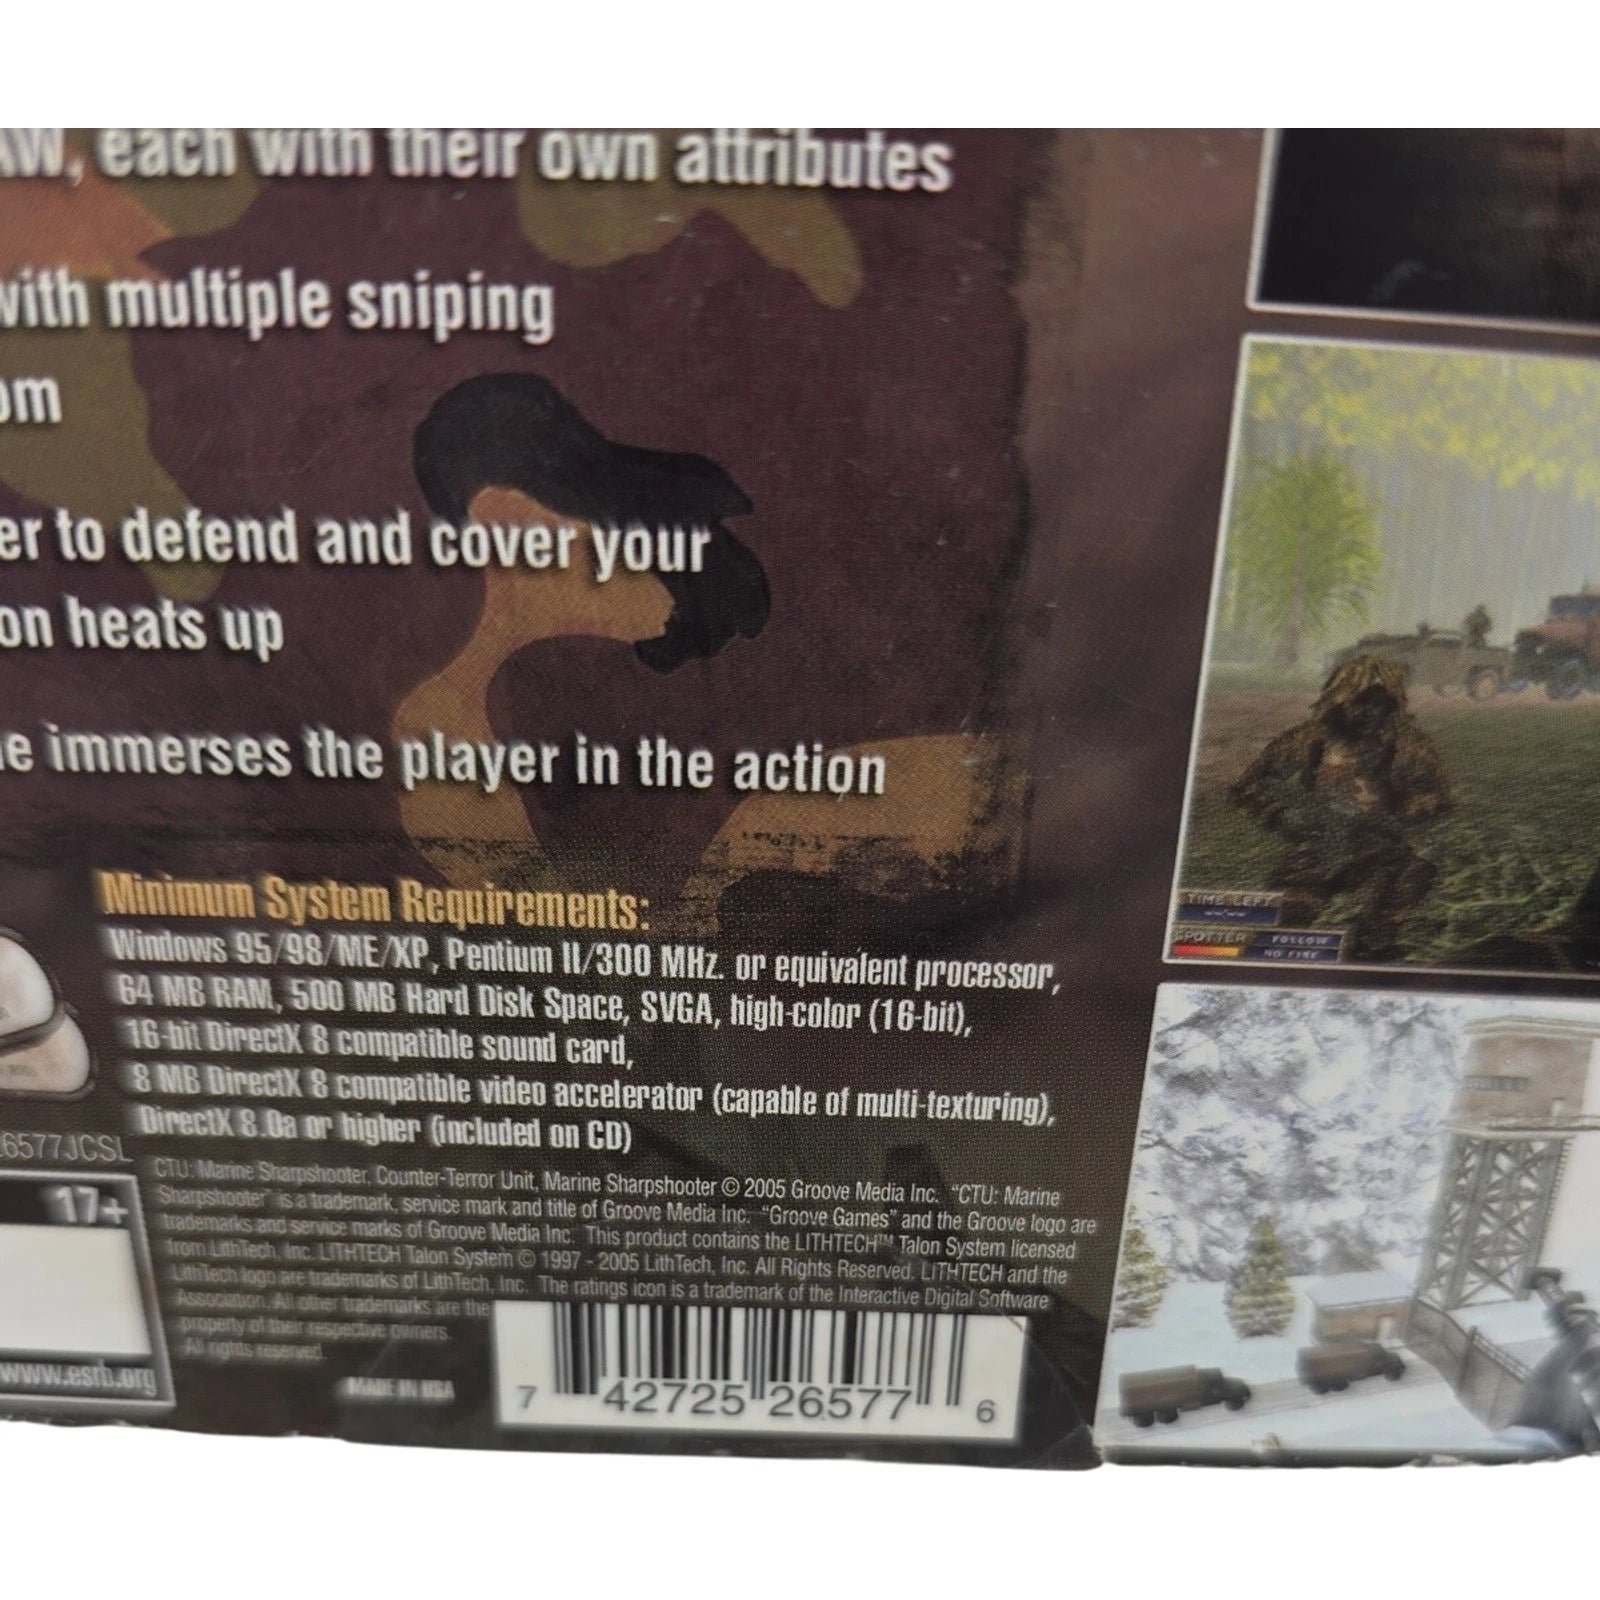 each with their own attributes
with multiple sniping
to defend and cover your
heats up
immerses the player in the action
Minimum System Requirements:
Windows 95/98/ME/XP, Pentium II/300 MHz. or equivalent processor,
64 MB RAM, 500 MB Hard Disk Space, SVGA, high-color (16-bit),
16-bit DirectX 8 compatible sound card,
8 MB DirectX 8 compatible video accelerator (capable of multi-texturing),
DirectX 8.0a or higher (included on CD)
26577JCSL
CTU: Marine Sharpshooter, Counter-Terror Unit, Marine Sharpshooter © 2005 Groove Media Inc. "CTU: Marine
Sharpshooter" is a trademark, service mark and title of Groove Media Inc. "Groove Games" and the Groove logo are
trademarks and service marks of Groove Media Inc. This product contains the LITHTECH™ Talon System licensed
from LithTech, Inc. LITHTECH Talon System © 1997 - 2005 LithTech, Inc. All Rights Reserved. LITHTECH and the
LithTech logo are trademarks of LithTech, Inc. The ratings icon is a trademark of the Interactive Digital Software
Association. All other trademarks are the
property of their respective owners.
All rights reserved.
17+
www.esrb.org
MADE IN USA
7 42725 26577 6
TIME LEFT
SPOTTER FOLLOW
NO FIRE